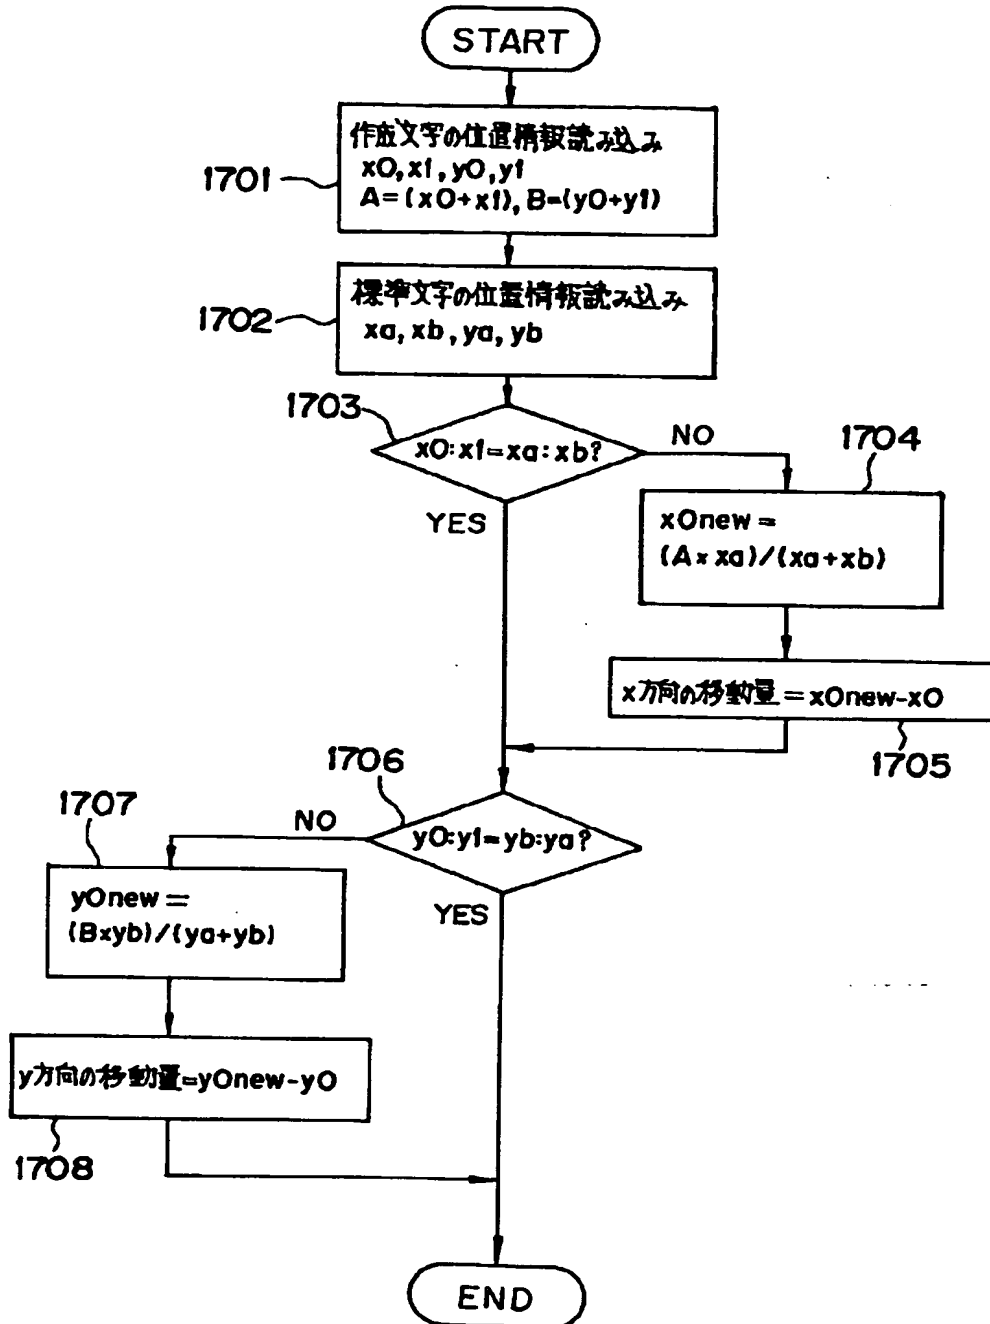 START
1701
作成文字の位置情報読み込み
x0, x1, y0, y1
A=(x0+x1), B=(y0+y1)
1702
標準文字の位置情報読み込み
xa, xb, ya, yb
1703
x0:x1=xa:xb?
NO
YES
1704
x0new=
(A×xa)/(xa+xb)
x方向の移動量=x0new-x0
1705
1706
y0:y1=yb:ya?
NO
YES
1707
y0new=
(B×yb)/(ya+yb)
y方向の移動量=y0new-y0
1708
END